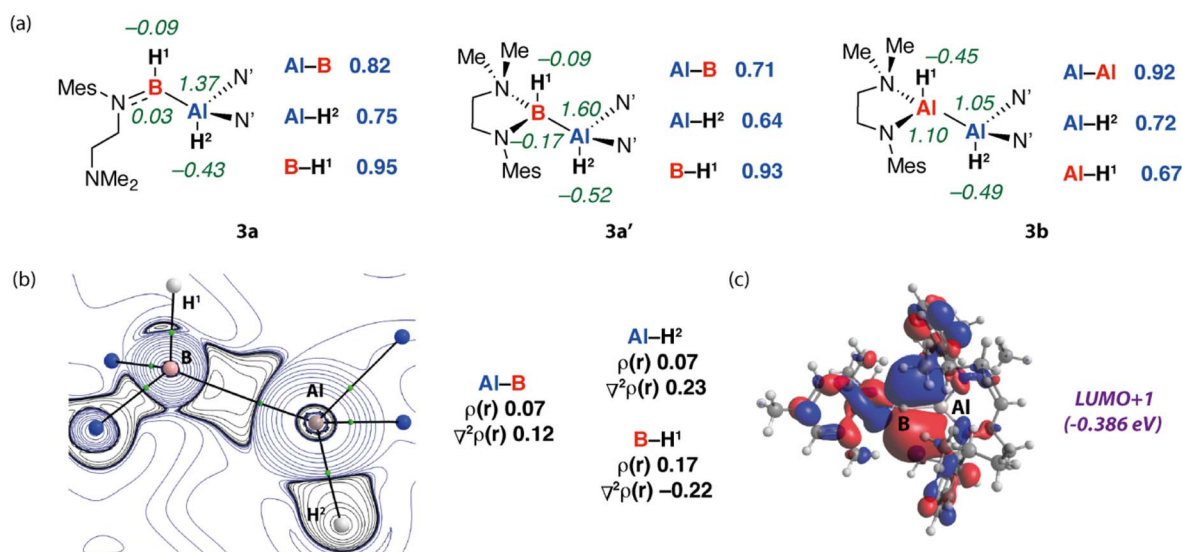 (a)
−0.09
H¹
Mes
B
1.37
N'
N
0.03
Al
N'
H²
NMe₂
−0.43
Al–B 0.82
Al–H² 0.75
B–H¹ 0.95
3a
Me
Me
−0.09
N
H¹
B
1.60
N'
N
−0.17
Al
N'
Mes
H²
−0.52
Al–B 0.71
Al–H² 0.64
B–H¹ 0.93
3a'
Me
Me
−0.45
N
H¹
Al
1.05
N'
N
1.10
Al
N'
Mes
H²
−0.49
Al–Al 0.92
Al–H² 0.72
Al–H¹ 0.67
3b
(b)
H¹
B
Al
H²
Al–B
ρ(r) 0.07
∇²ρ(r) 0.12
Al–H²
ρ(r) 0.07
∇²ρ(r) 0.23
B–H¹
ρ(r) 0.17
∇²ρ(r) −0.22
(c)
B
Al
LUMO+1
(-0.386 eV)